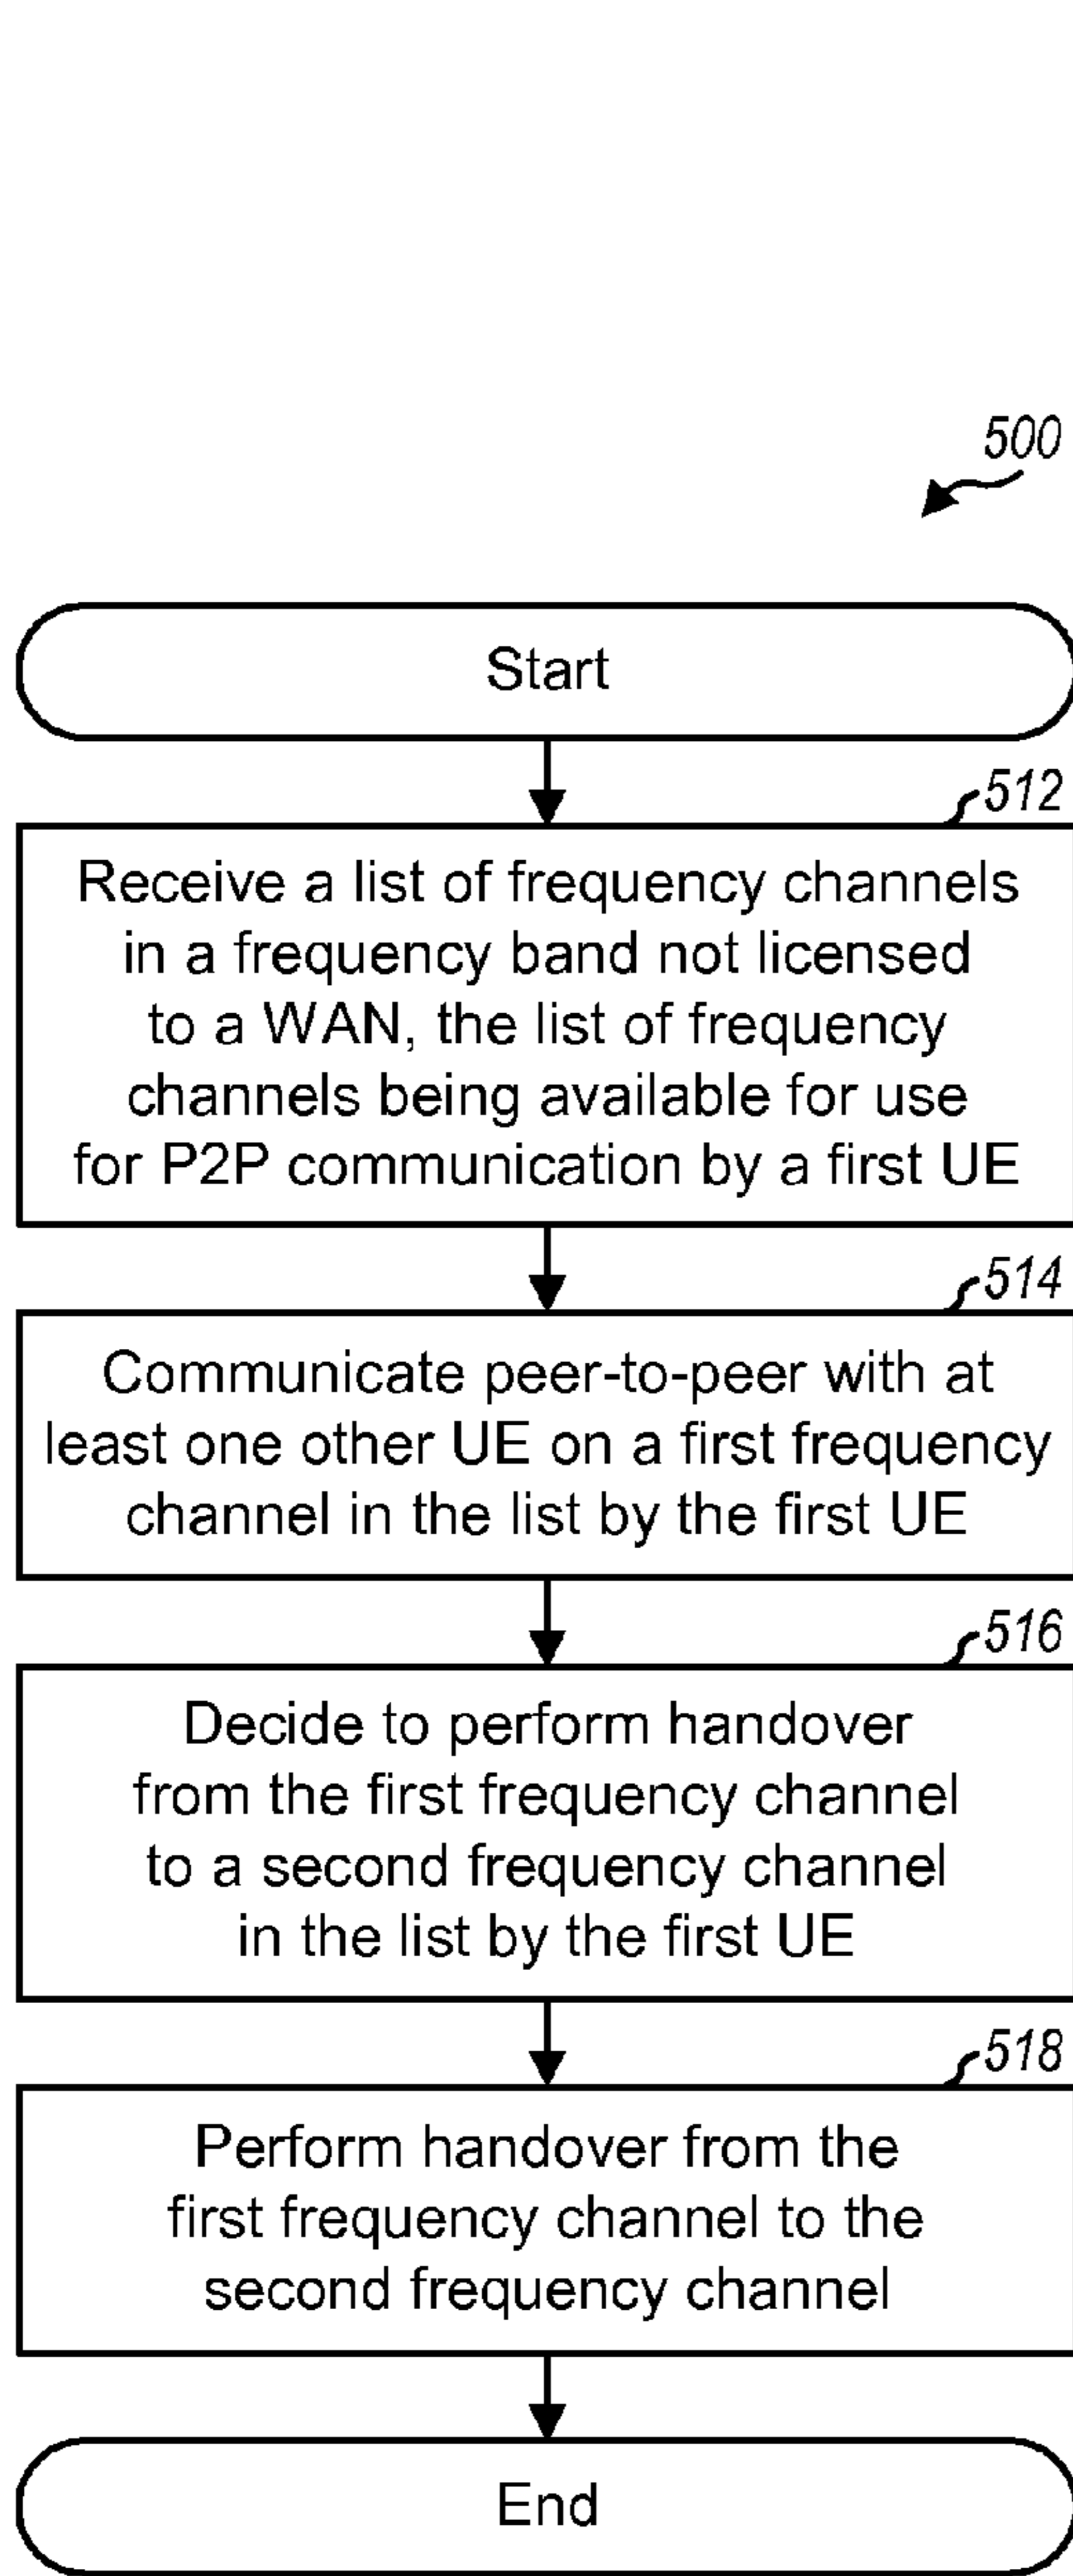 500
Start
512
Receive a list of frequency channels
in a frequency band not licensed
to a WAN, the list of frequency
channels being available for use
for P2P communication by a first UE
514
Communicate peer-to-peer with at
least one other UE on a first frequency
channel in the list by the first UE
516
Decide to perform handover
from the first frequency channel
to a second frequency channel
in the list by the first UE
518
Perform handover from the
first frequency channel to the
second frequency channel
End